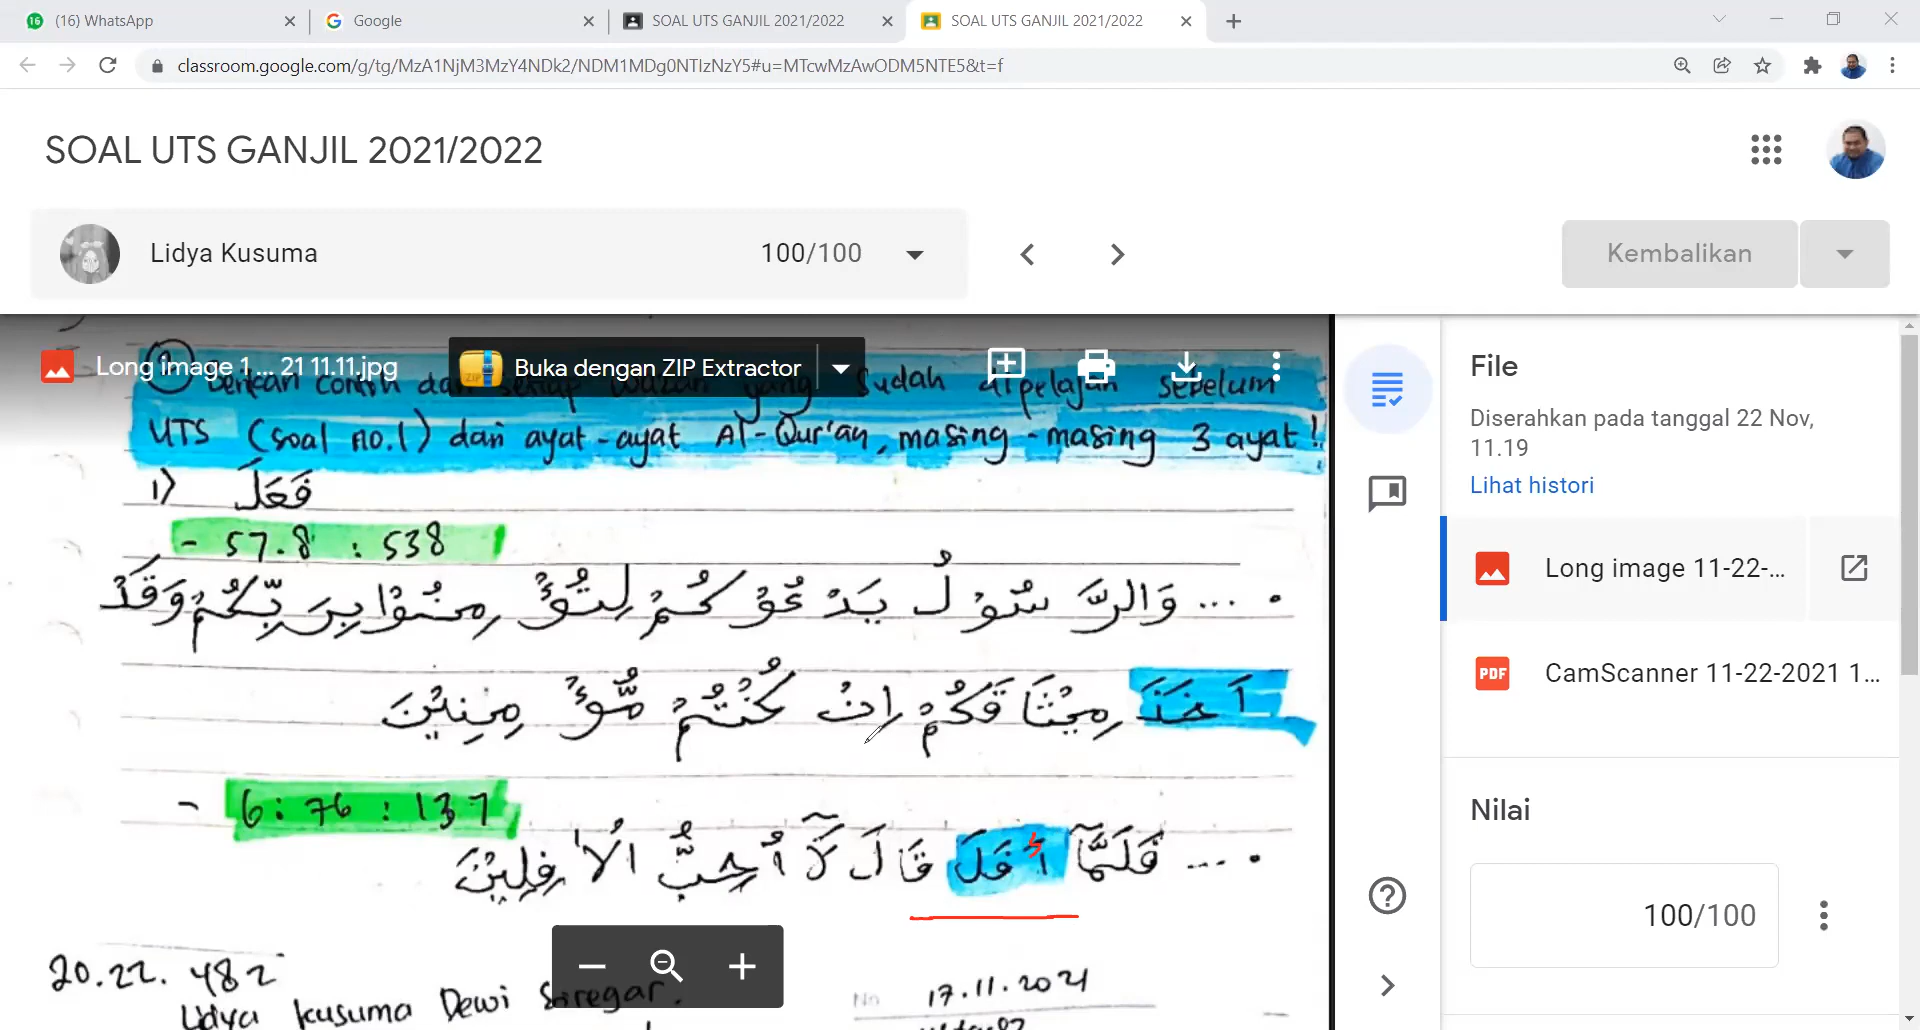 (16) WhatsApp
Google
SOAL UTS GANJIL 2021/2022
SOAL UTS GANJIL 2021/2022
classroom.google.com/g/tg/MzA1NjM3MzY4NDk2/NDM1MDg0NTIzNzY5#u=MTcwMzAwODM5NTE5&t=f
SOAL UTS GANJIL 2021/2022
Lidya Kusuma
100/100
Kembalikan
Long image 1 ... 21 11.11.jpg
Buka dengan ZIP Extractor
yang sudah dipelajari sebelum
UTS (soal no.1) dari ayat-ayat Al-Qur'an, masing-masing 3 ayat!
1) فَعَلَ
- 57.8 : 538
• ... وَالرَّسُوْلُ يَدْعُوْكُمْ لِتُؤْمِنُوْا بِرَبِّكُمْ وَقَدْ
اَخَذَ مِيْثَاقَكُمْ اِنْ كُنْتُمْ مُّؤْمِنِيْنَ
- 6 : 76 : 137
• ... فَلَمَّآ اَفَلَ قَالَ لَآ اُحِبُّ الْاٰفِلِيْنَ
20.22.482
Lidya Kusuma Dewi Siregar.
No
17.11.2021
File
Diserahkan pada tanggal 22 Nov,
11.19
Lihat histori
Long image 11-22-...
PDF
CamScanner 11-22-2021 1...
Nilai
100/100